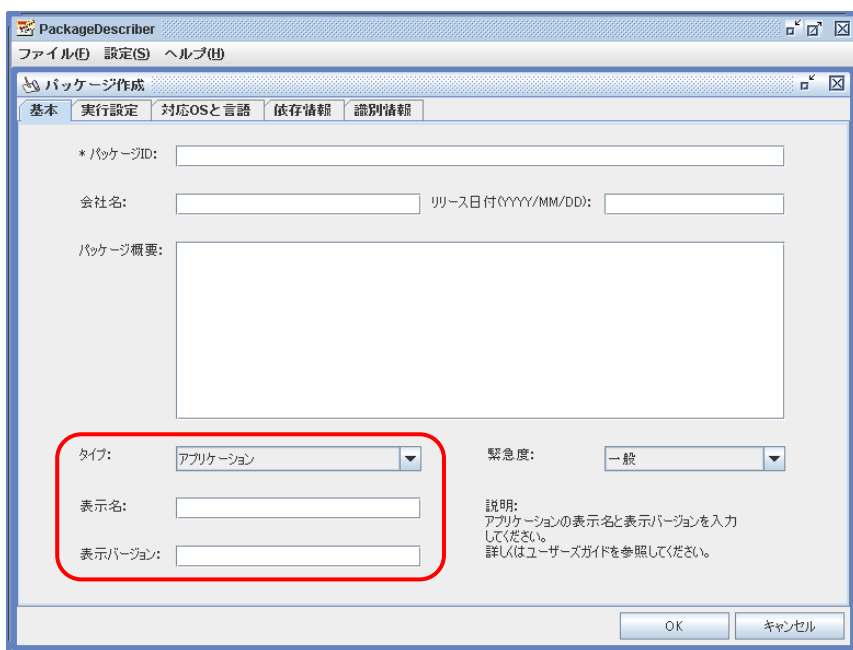 PackageDescriber
ファイル(F) 設定(S) ヘルプ(H)
パッケージ作成
基本 実行設定 対応OSと言語 依存情報 識別情報
* パッケージID:
会社名: リリース日付(YYYY/MM/DD):
パッケージ概要:
タイプ: アプリケーション 緊急度: 一般
表示名: 説明:
アプリケーションの表示名と表示バージョンを入力
してください。
表示バージョン: 詳しくはユーザーズガイドを参照してください。
OK キャンセル